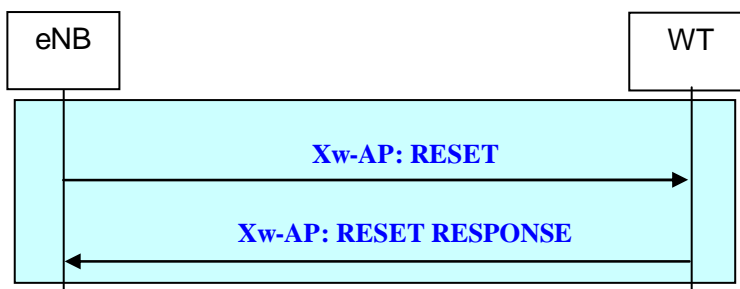 eNB
WT
Xw-AP: RESET
Xw-AP: RESET RESPONSE